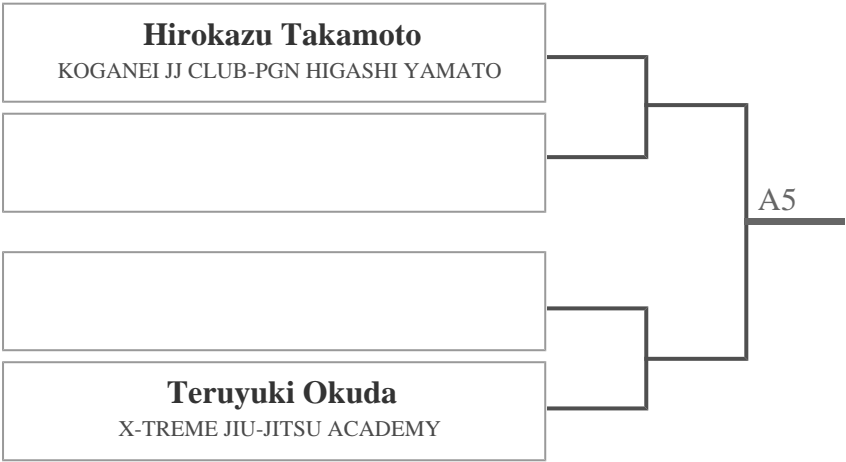 Hirokazu Takamoto
KOGANEI JJ CLUB-PGN HIGASHI YAMATO
A5
Teruyuki Okuda
X-TREME JIU-JITSU ACADEMY